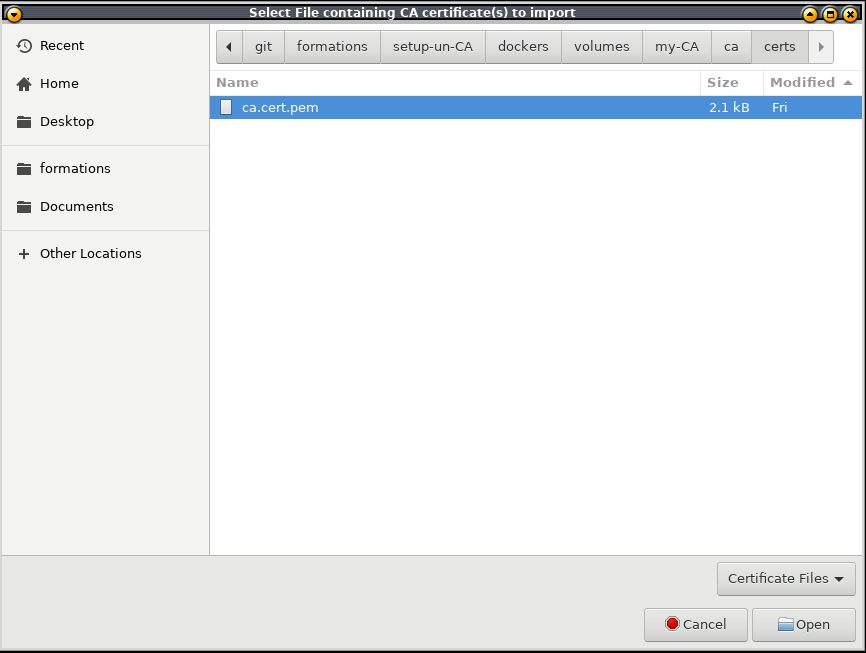 Select File containing CA certificate(s) to import
Recent
Home
Desktop
formations
Documents
Other Locations
git formations setup-un-CA dockers volumes my-CA ca certs
Name Size Modified
ca.cert.pem 2.1 kB Fri
Certificate Files
Cancel Open